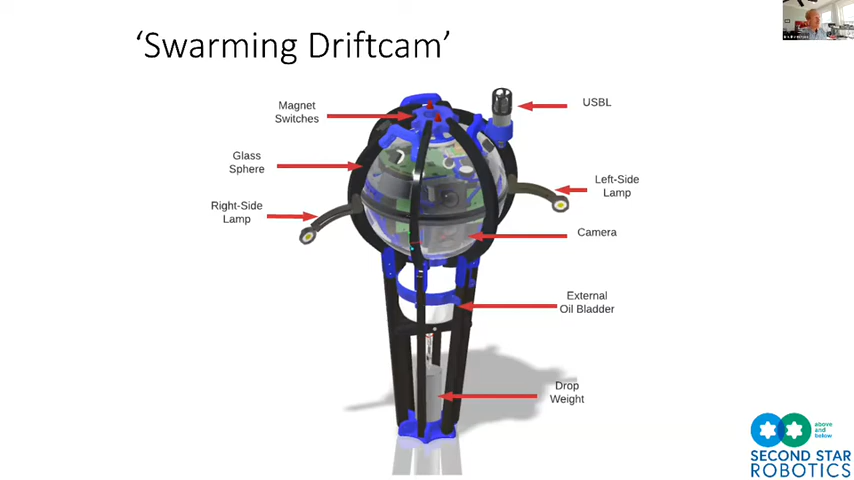 'Swarming Driftcam'
Magnet
Switches
USBL
Glass
Sphere
Left-Side
Lamp
Right-Side
Lamp
Camera
External
Oil Bladder
Drop
Weight
above
and
below
SECOND STAR
ROBOTICS